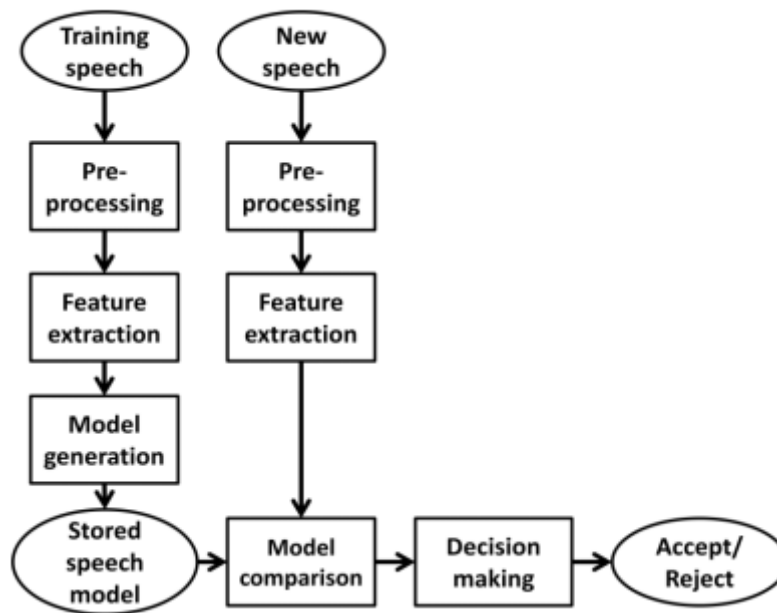 Training
speech
New
speech
Pre-
processing
Pre-
processing
Feature
extraction
Feature
extraction
Model
generation
Stored
speech
model
Model
comparison
Decision
making
Accept/
Reject